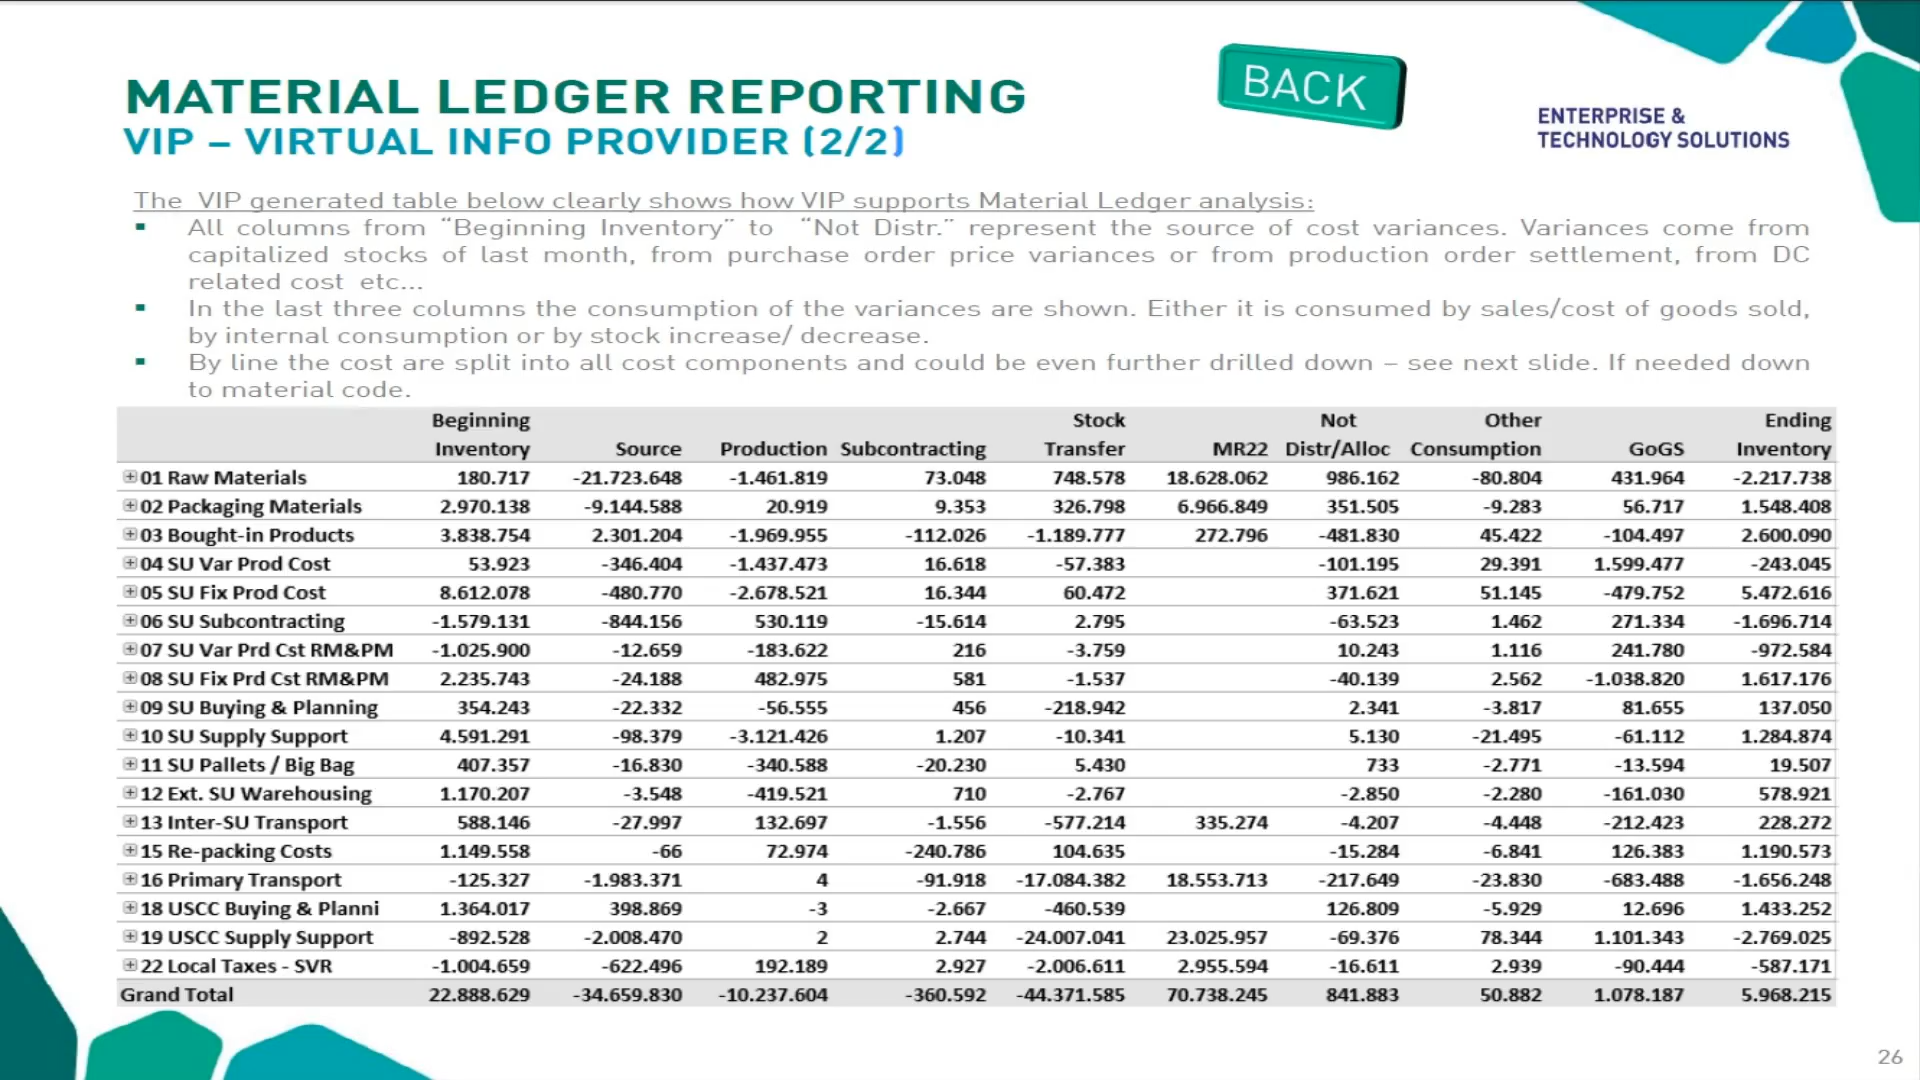 MATERIAL LEDGER REPORTING
VIP – VIRTUAL INFO PROVIDER (2/2)
BACK
ENTERPRISE &
TECHNOLOGY SOLUTIONS
The VIP generated table below clearly shows how VIP supports Material Ledger analysis:
▪ All columns from “Beginning Inventory” to “Not Distr.” represent the source of cost variances. Variances come from
capitalized stocks of last month, from purchase order price variances or from production order settlement, from DC
related cost etc...
▪ In the last three columns the consumption of the variances are shown. Either it is consumed by sales/cost of goods sold,
by internal consumption or by stock increase/ decrease.
▪ By line the cost are split into all cost components and could be even further drilled down – see next slide. If needed down
to material code.
Beginning Stock Not Other Ending
Inventory Source Production Subcontracting Transfer MR22 Distr/Alloc Consumption GoGS Inventory
01 Raw Materials 180.717 -21.723.648 -1.461.819 73.048 748.578 18.628.062 986.162 -80.804 431.964 -2.217.738
02 Packaging Materials 2.970.138 -9.144.588 20.919 9.353 326.798 6.966.849 351.505 -9.283 56.717 1.548.408
03 Bought-in Products 3.838.754 2.301.204 -1.969.955 -112.026 -1.189.777 272.796 -481.830 45.422 -104.497 2.600.090
04 SU Var Prod Cost 53.923 -346.404 -1.437.473 16.618 -57.383 -101.195 29.391 1.599.477 -243.045
05 SU Fix Prod Cost 8.612.078 -480.770 -2.678.521 16.344 60.472 371.621 51.145 -479.752 5.472.616
06 SU Subcontracting -1.579.131 -844.156 530.119 -15.614 2.795 -63.523 1.462 271.334 -1.696.714
07 SU Var Prd Cst RM&PM -1.025.900 -12.659 -183.622 216 -3.759 10.243 1.116 241.780 -972.584
08 SU Fix Prd Cst RM&PM 2.235.743 -24.188 482.975 581 -1.537 -40.139 2.562 -1.038.820 1.617.176
09 SU Buying & Planning 354.243 -22.332 -56.555 456 -218.942 2.341 -3.817 81.655 137.050
10 SU Supply Support 4.591.291 -98.379 -3.121.426 1.207 -10.341 5.130 -21.495 -61.112 1.284.874
11 SU Pallets / Big Bag 407.357 -16.830 -340.588 -20.230 5.430 733 -2.771 -13.594 19.507
12 Ext. SU Warehousing 1.170.207 -3.548 -419.521 710 -2.767 -2.850 -2.280 -161.030 578.921
13 Inter-SU Transport 588.146 -27.997 132.697 -1.556 -577.214 335.274 -4.207 -4.448 -212.423 228.272
15 Re-packing Costs 1.149.558 -66 72.974 -240.786 104.635 -15.284 -6.841 126.383 1.190.573
16 Primary Transport -125.327 -1.983.371 4 -91.918 -17.084.382 18.553.713 -217.649 -23.830 -683.488 -1.656.248
18 USCC Buying & Planni 1.364.017 398.869 -3 -2.667 -460.539 126.809 -5.929 12.696 1.433.252
19 USCC Supply Support -892.528 -2.008.470 2 2.744 -24.007.041 23.025.957 -69.376 78.344 1.101.343 -2.769.025
22 Local Taxes - SVR -1.004.659 -622.496 192.189 2.927 -2.006.611 2.955.594 -16.611 2.939 -90.444 -587.171
Grand Total 22.888.629 -34.659.830 -10.237.604 -360.592 -44.371.585 70.738.245 841.883 50.882 1.078.187 5.968.215
26